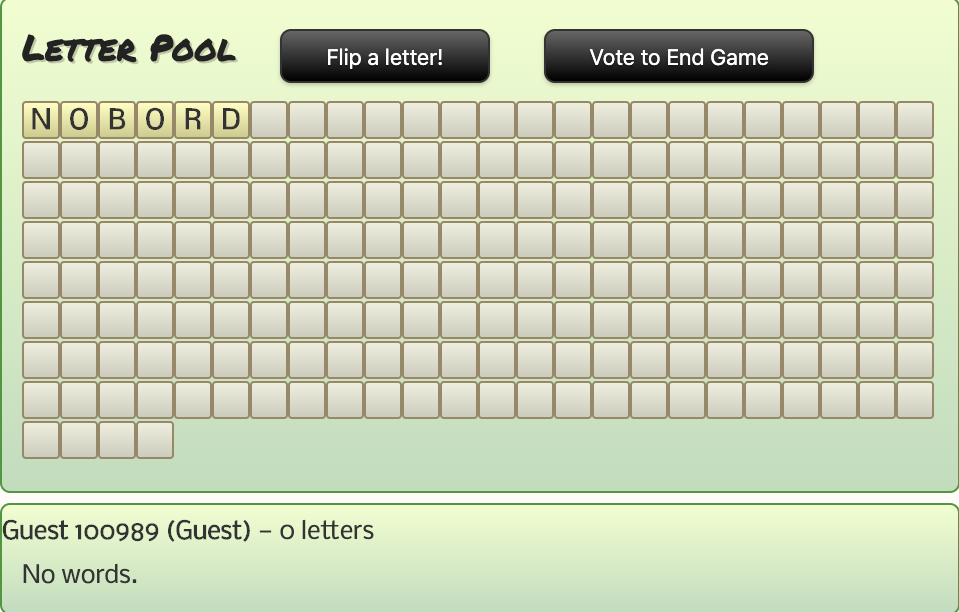 Letter Pool Flip a letter! Vote to End Game
N O B O R D
Guest 100989 (Guest) – 0 letters
No words.